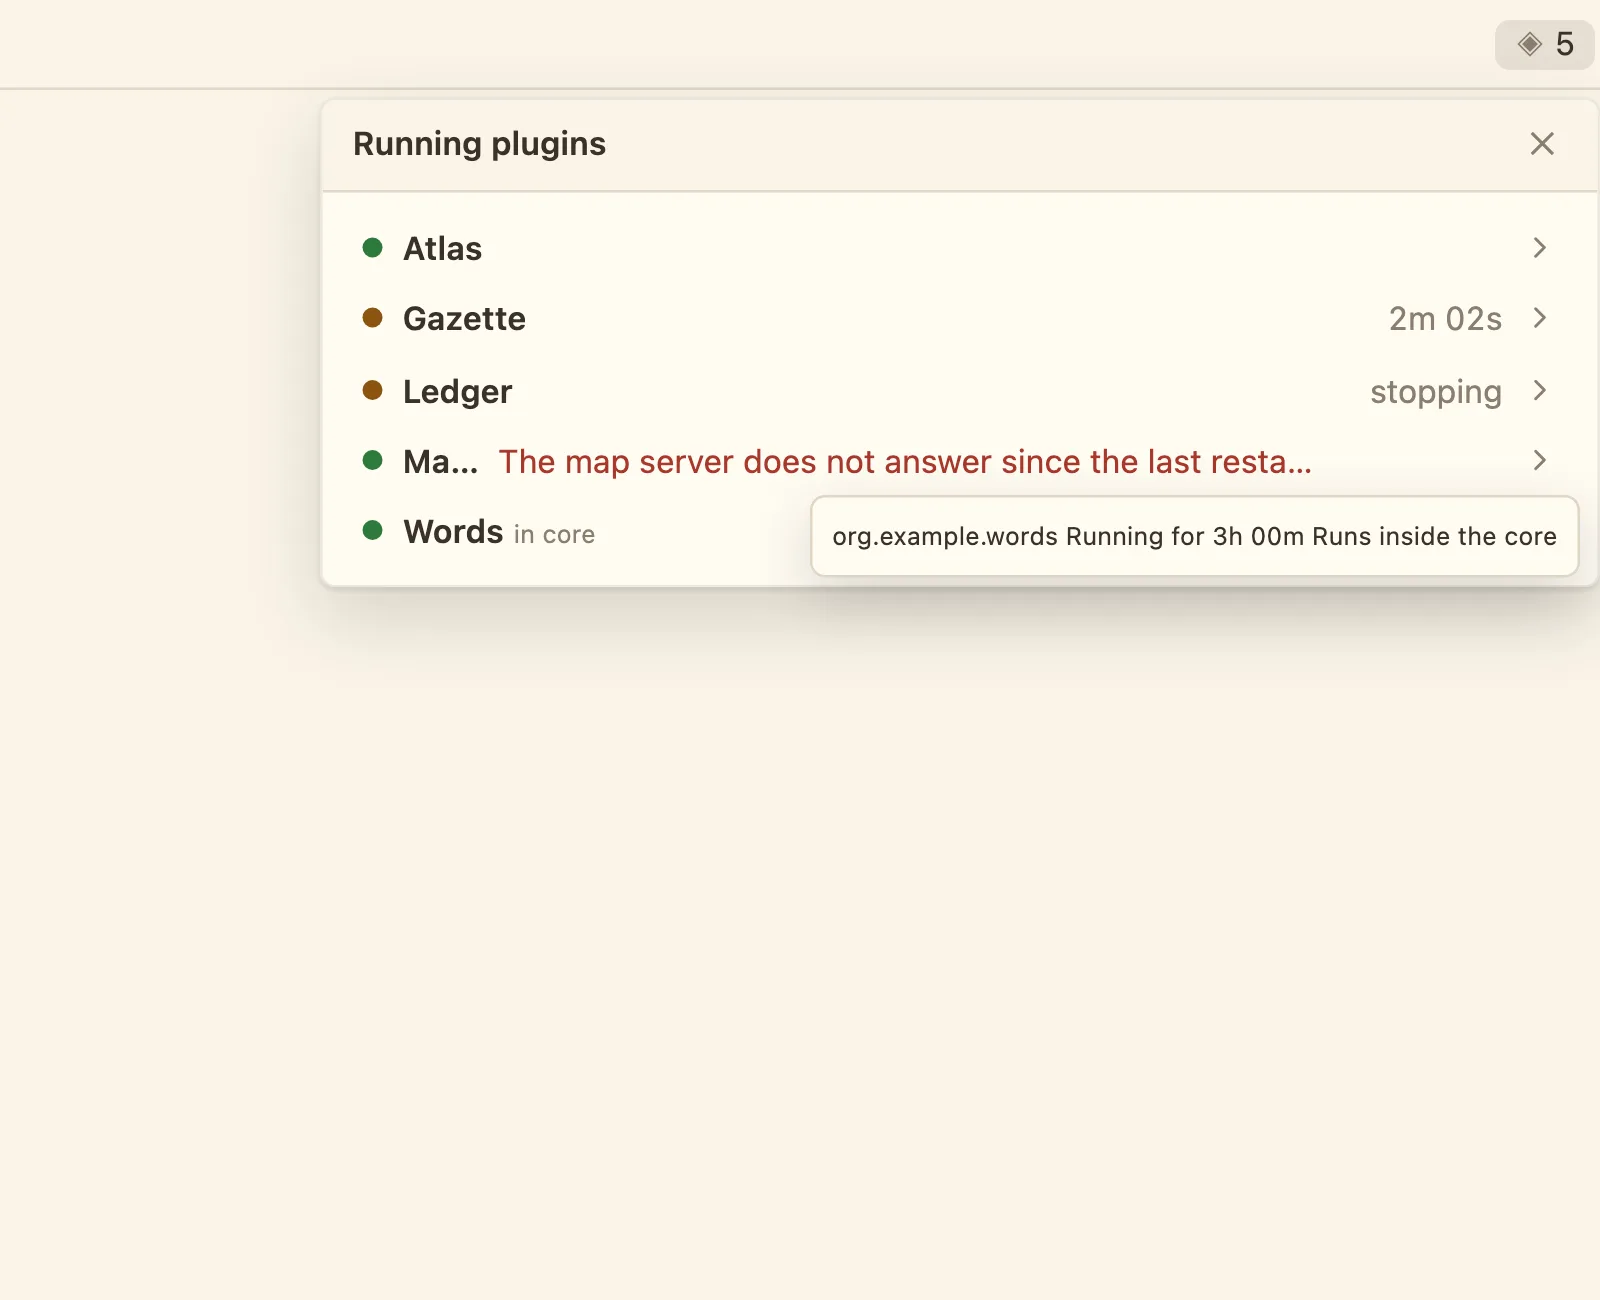 5
Running plugins
Atlas
Gazette 2m 02s
Ledger stopping
Ma... The map server does not answer since the last resta...
Words in core
org.example.words Running for 3h 00m Runs inside the core